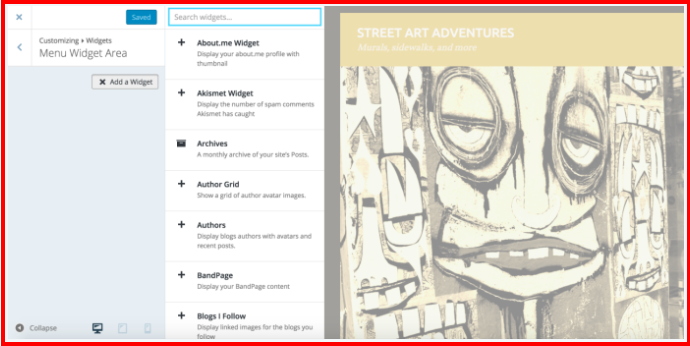 Saved
Customizing ▸ Widgets
Menu Widget Area
Add a Widget
Collapse
Search widgets...
About.me Widget
Display your about.me profile with
thumbnail
Akismet Widget
Display the number of spam comments
Akismet has caught
Archives
A monthly archive of your site's Posts.
Author Grid
Show a grid of author avatar images.
Authors
Display blogs authors with avatars and
recent posts.
BandPage
Display your BandPage content
Blogs I Follow
Display linked images for the blogs you
follow
STREET ART ADVENTURES
Murals, sidewalks, and more